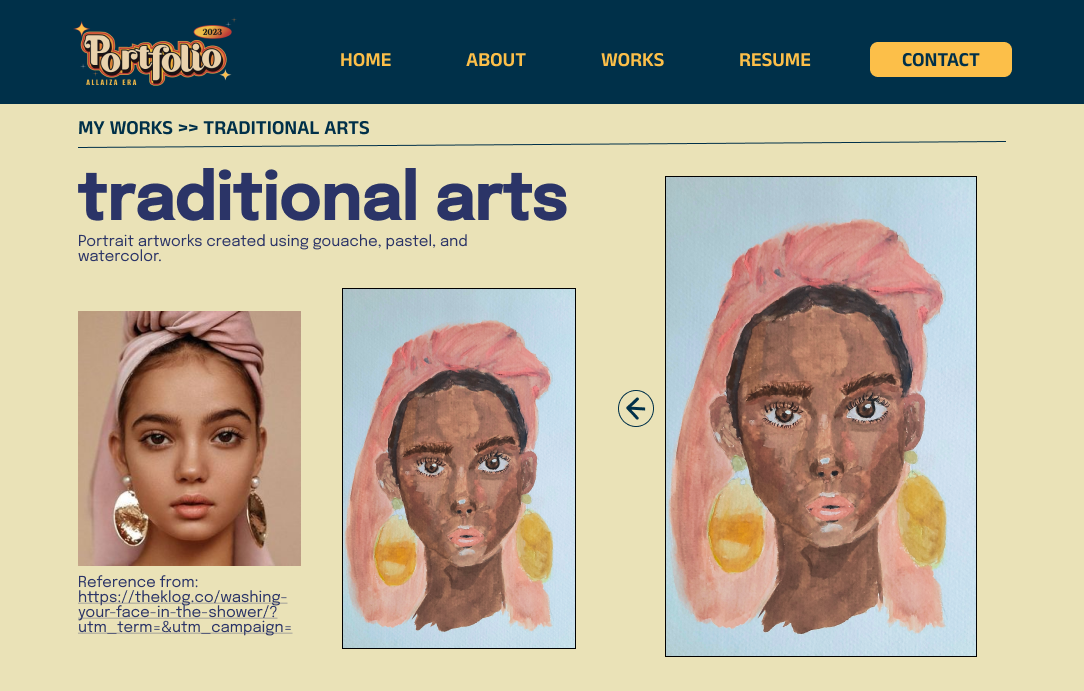 2023
Portfolio
ALLAIZA ERA
HOME
ABOUT
WORKS
RESUME
CONTACT
MY WORKS >> TRADITIONAL ARTS
traditional arts
Portrait artworks created using gouache, pastel, and
watercolor.
Reference from:
https://theklog.co/washing-
your-face-in-the-shower/?
utm_term=&utm_campaign=